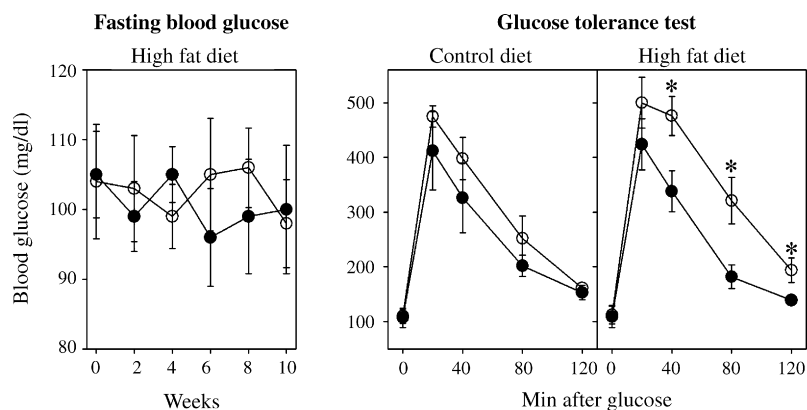 Fasting blood glucose
Glucose tolerance test
High fat diet
Control diet
High fat diet
Blood glucose (mg/dl)
120
110
100
90
80
0 2 4 6 8 10
Weeks
500
400
300
200
100
* * *
0 40 80 120 0 40 80 120
Min after glucose